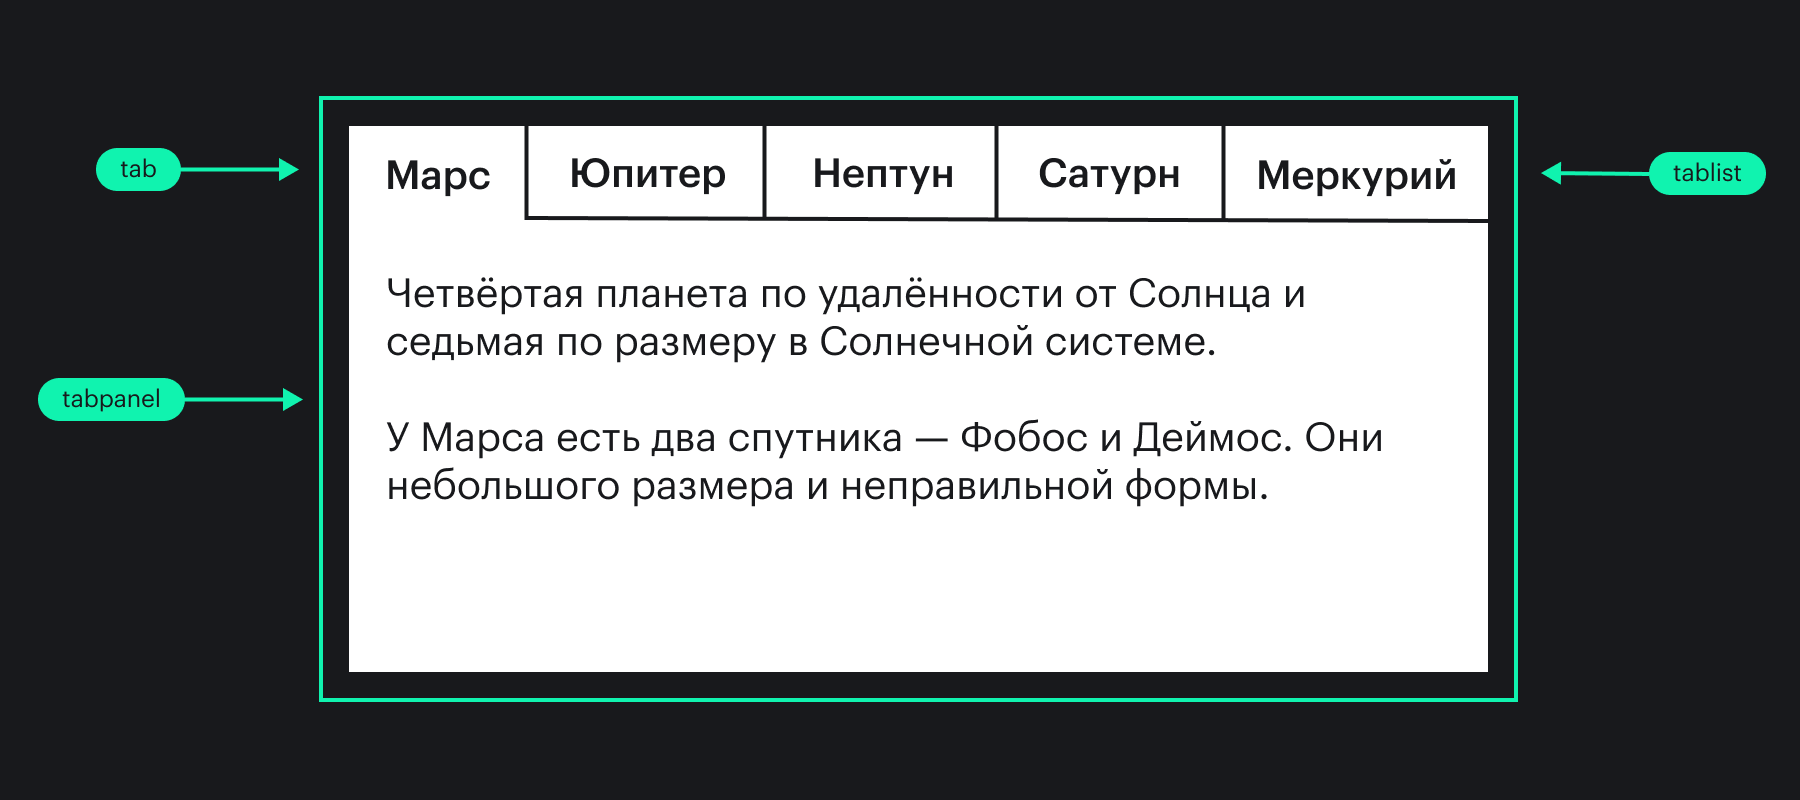 tab
Марс
Юпитер
Нептун
Сатурн
Меркурий
tablist
Четвёртая планета по удалённости от Солнца и
седьмая по размеру в Солнечной системе.
tabpanel
У Марса есть два спутника — Фобос и Деймос. Они
небольшого размера и неправильной формы.